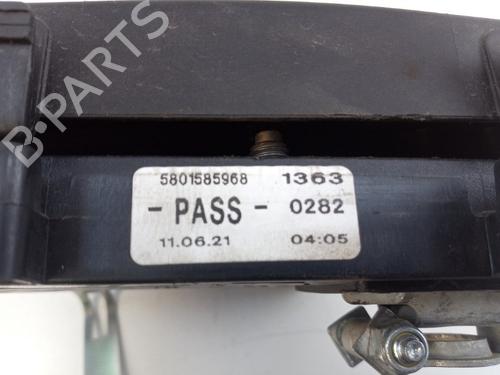 B-PARTS
5801585968 1363
- PASS - 0282
11.06.21 04:05